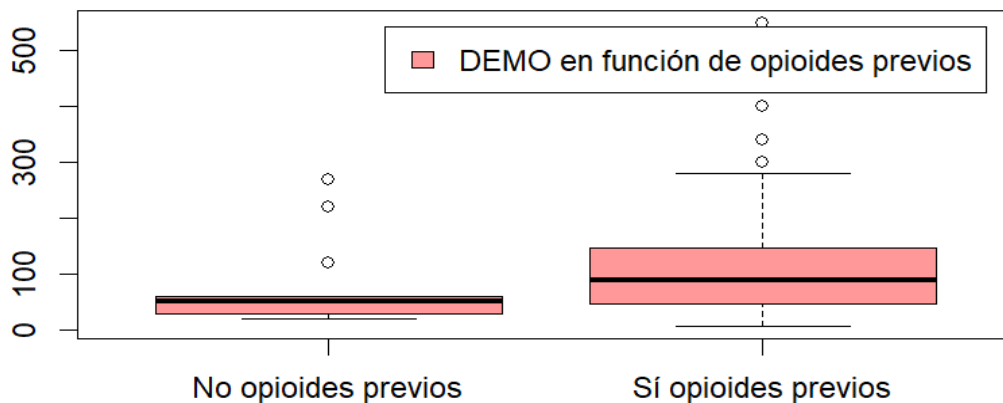 500
300
100
0
DEMO en función de opioides previos
No opioides previos
Sí opioides previos